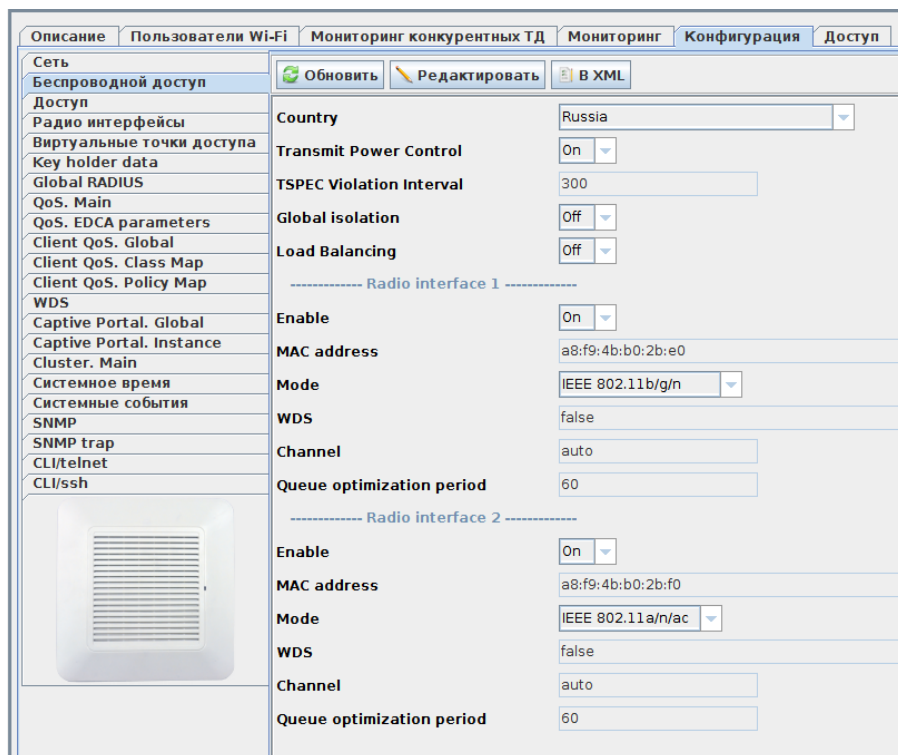 Описание Пользователи Wi-Fi Мониторинг конкурентных ТД Мониторинг Конфигурация Доступ
Сеть
Беспроводной доступ
Доступ
Радио интерфейсы
Виртуальные точки доступа
Key holder data
Global RADIUS
QoS. Main
QoS. EDCA parameters
Client QoS. Global
Client QoS. Class Map
Client QoS. Policy Map
WDS
Captive Portal. Global
Captive Portal. Instance
Cluster. Main
Системное время
Системные события
SNMP
SNMP trap
CLI/telnet
CLI/ssh
Обновить Редактировать В XML
Country Russia
Transmit Power Control On
TSPEC Violation Interval 300
Global isolation Off
Load Balancing Off
------------- Radio interface 1 -------------
Enable On
MAC address a8:f9:4b:b0:2b:e0
Mode IEEE 802.11b/g/n
WDS false
Channel auto
Queue optimization period 60
------------- Radio interface 2 -------------
Enable On
MAC address a8:f9:4b:b0:2b:f0
Mode IEEE 802.11a/n/ac
WDS false
Channel auto
Queue optimization period 60